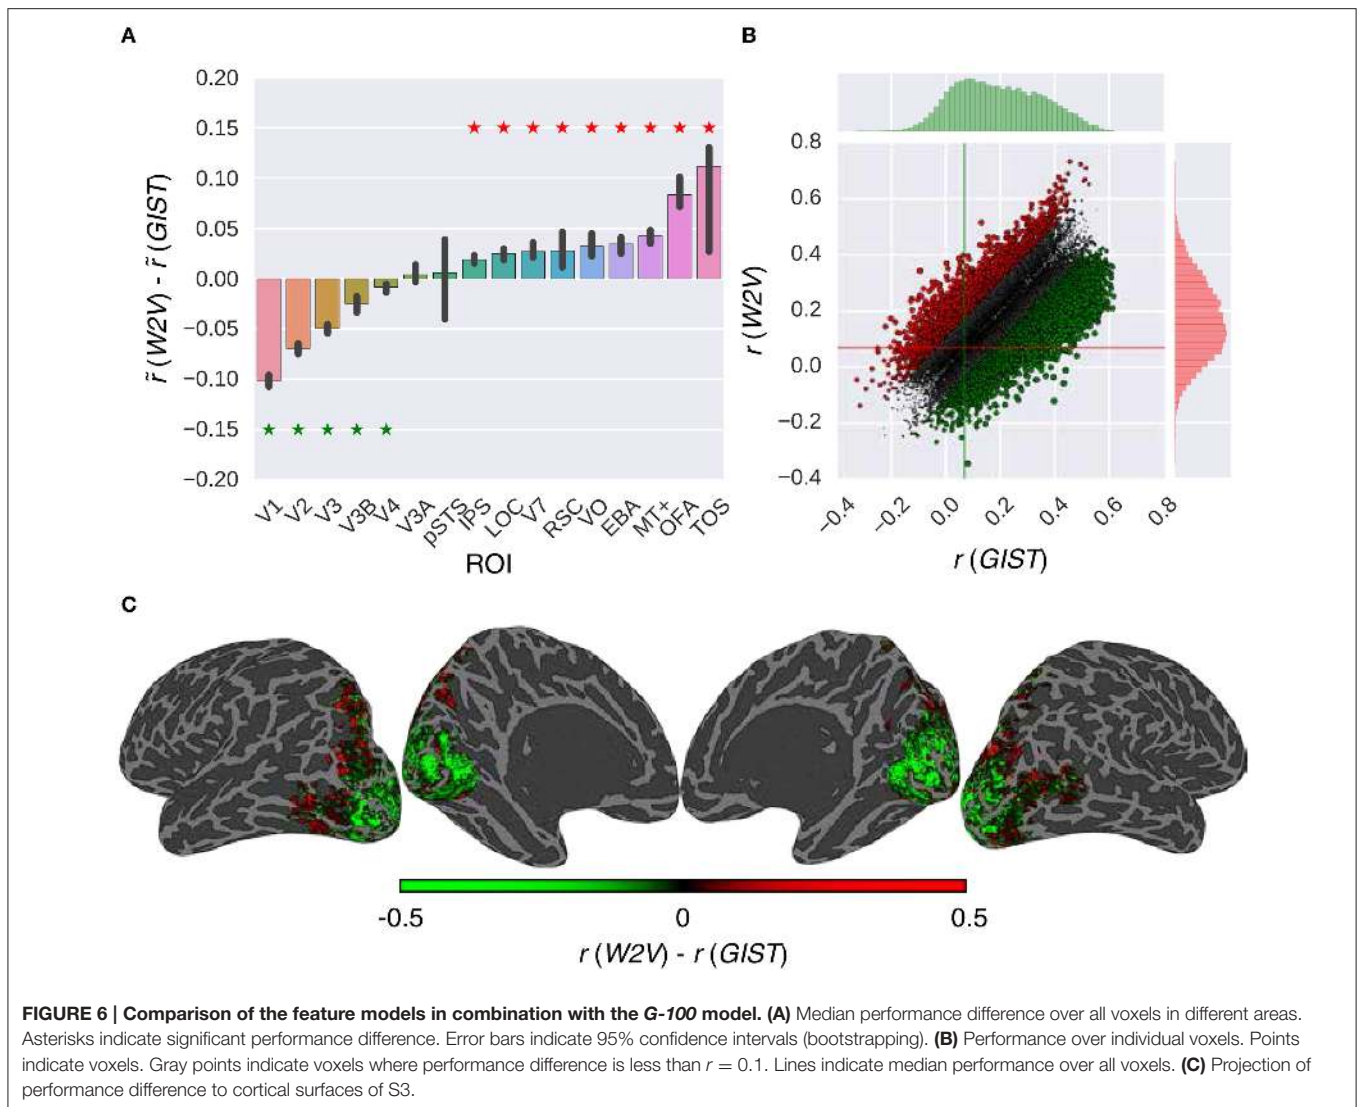 A
0.20
0.15
0.10
0.05
0.00
−0.05
−0.10
−0.15
−0.20
r̃ (W2V) - r̃ (GIST)
V1
V2
V3
V3B
V4
V3A
pSTS
IPS
LOC
V7
RSC
VO
EBA
MT+
OFA
TOS
ROI
B
0.8
0.6
0.4
0.2
0.0
−0.2
−0.4
r (W2V)
−0.4
−0.2
0.0
0.2
0.4
0.6
0.8
r (GIST)
C
-0.5
0
0.5
r (W2V) - r (GIST)
FIGURE 6 | Comparison of the feature models in combination with the G-100 model. (A) Median performance difference over all voxels in different areas.
Asterisks indicate significant performance difference. Error bars indicate 95% confidence intervals (bootstrapping). (B) Performance over individual voxels. Points
indicate voxels. Gray points indicate voxels where performance difference is less than r = 0.1. Lines indicate median performance over all voxels. (C) Projection of
performance difference to cortical surfaces of S3.